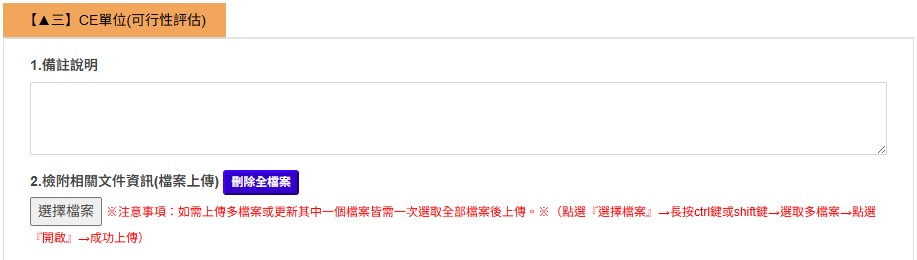 【▲三】CE單位(可行性評估)
1.備註說明
2.檢附相關文件資訊(檔案上傳) 刪除全檔案
選擇檔案 ※注意事項：如需上傳多檔案或更新其中一個檔案皆需一次選取全部檔案後上傳。※（點選『選擇檔案』→長按ctrl鍵或shift鍵→選取多檔案→點選
『開啟』→成功上傳）